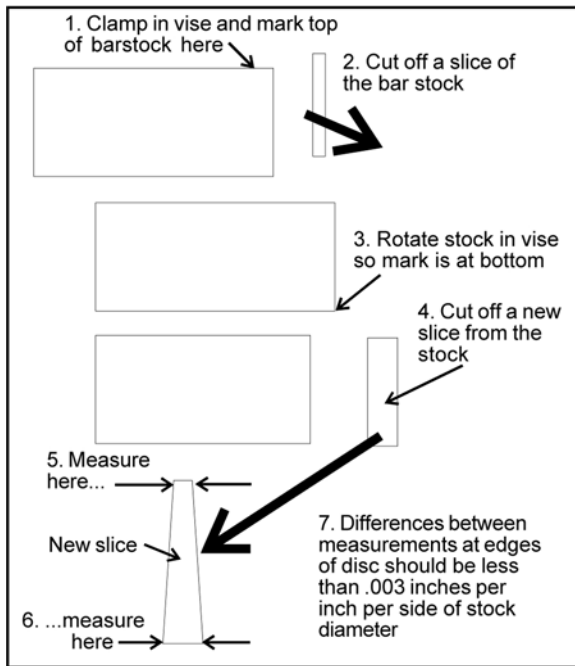 1. Clamp in vise and mark top
of barstock here
2. Cut off a slice of
the bar stock
3. Rotate stock in vise
so mark is at bottom
4. Cut off a new
slice from the
stock
5. Measure
here...
New slice
6. ...measure
here
7. Differences between
measurements at edges
of disc should be less
than .003 inches per
inch per side of stock
diameter